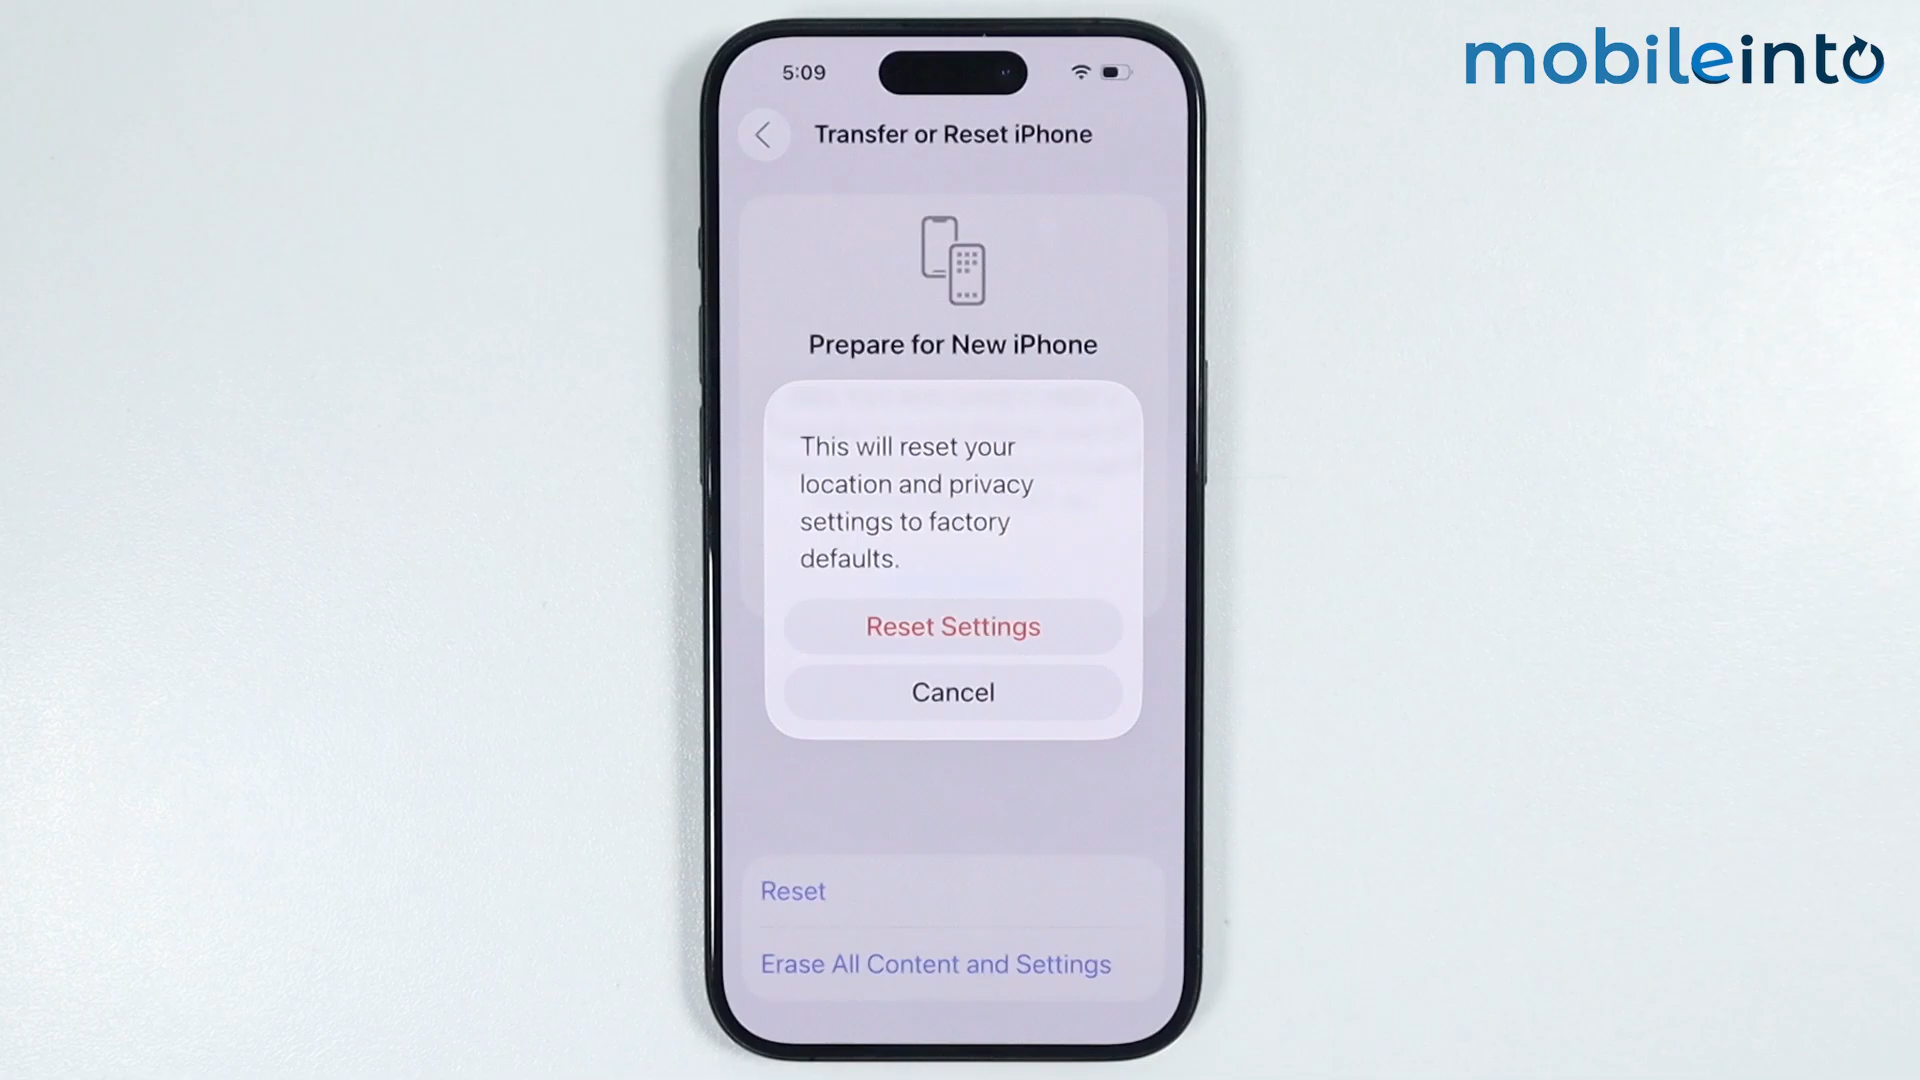 mobileinto
5:09
Transfer or Reset iPhone
Prepare for New iPhone
This will reset your
location and privacy
settings to factory
defaults.
Reset Settings
Cancel
Reset
Erase All Content and Settings